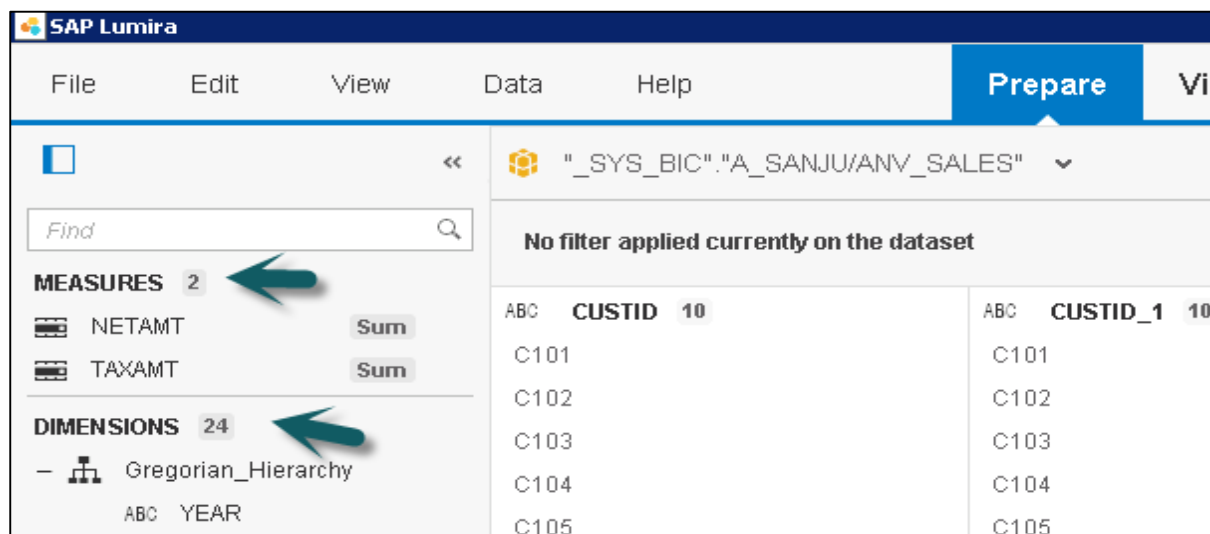 SAP Lumira
File Edit View Data Help Prepare Vi
«
"_SYS_BIC"."A_SANJU/ANV_SALES"
Find
No filter applied currently on the dataset
MEASURES 2
NETAMT Sum
TAXAMT Sum
DIMENSIONS 24
Gregorian_Hierarchy
ABC YEAR
ABC CUSTID 10
C101
C102
C103
C104
C105
ABC CUSTID_1 10
C101
C102
C103
C104
C105